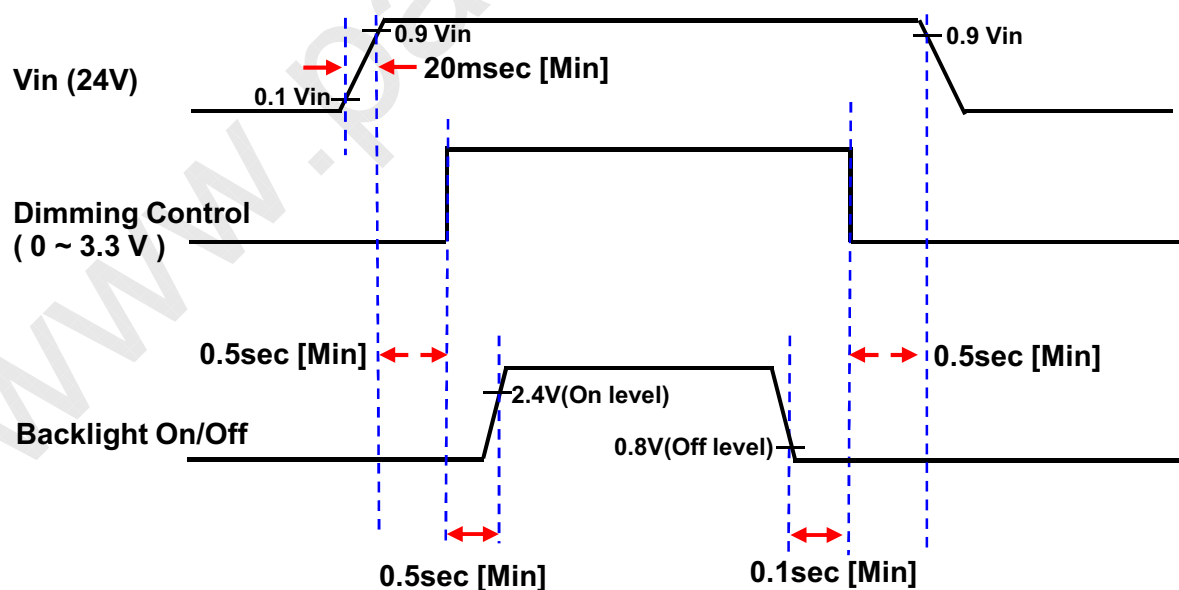 0.9 Vin
0.9 Vin
Vin (24V)
20msec [Min]
0.1 Vin
Dimming Control
( 0 ~ 3.3 V )
0.5sec [Min]
0.5sec [Min]
2.4V(On level)
Backlight On/Off
0.8V(Off level)
0.5sec [Min]
0.1sec [Min]
www.pa